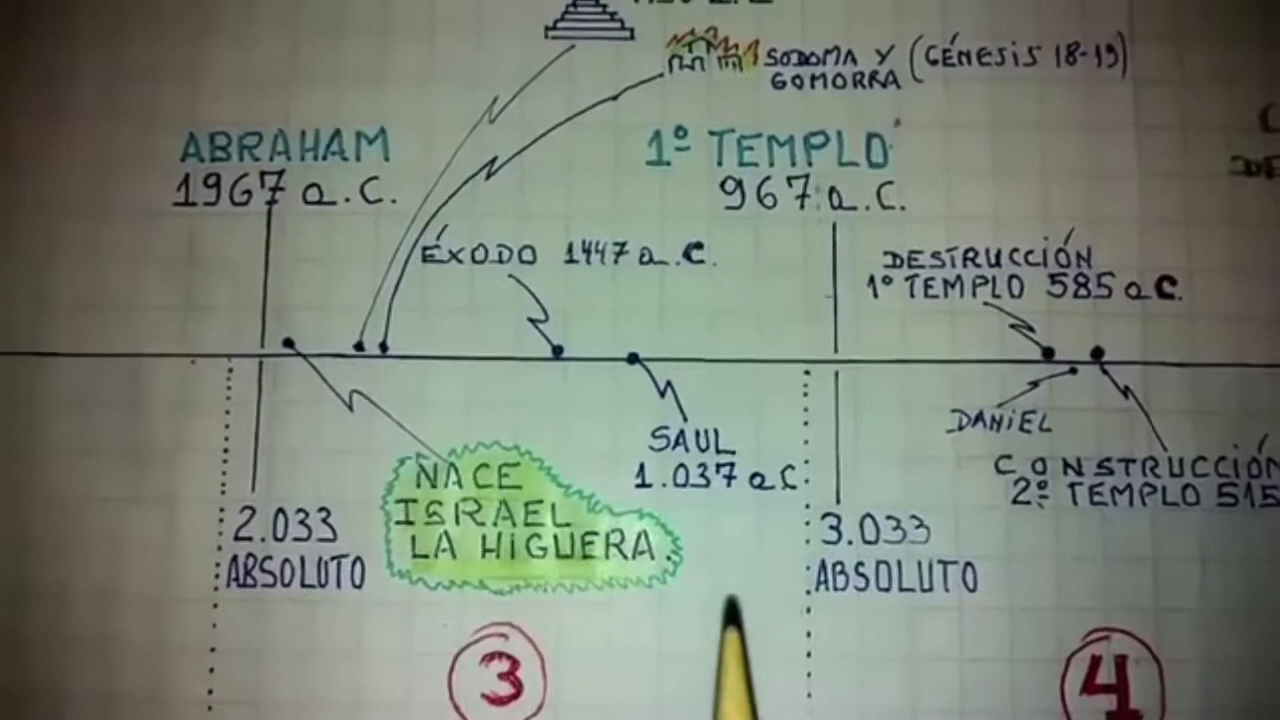 SODOMA Y (GÉNESIS 18-19)
GOMORRA
ABRAHAM
1967 a.C.
1º TEMPLO
967 a.C.
ÉXODO 1447 a.C.
DESTRUCCIÓN
1º TEMPLO 585 a C.
DANIEL
SAUL
1.037 a C.
CONSTRUCCIÓN
2º TEMPLO 515
NACE
ISRAEL
LA HIGUERA.
2.033
ABSOLUTO
3.033
ABSOLUTO
3
4